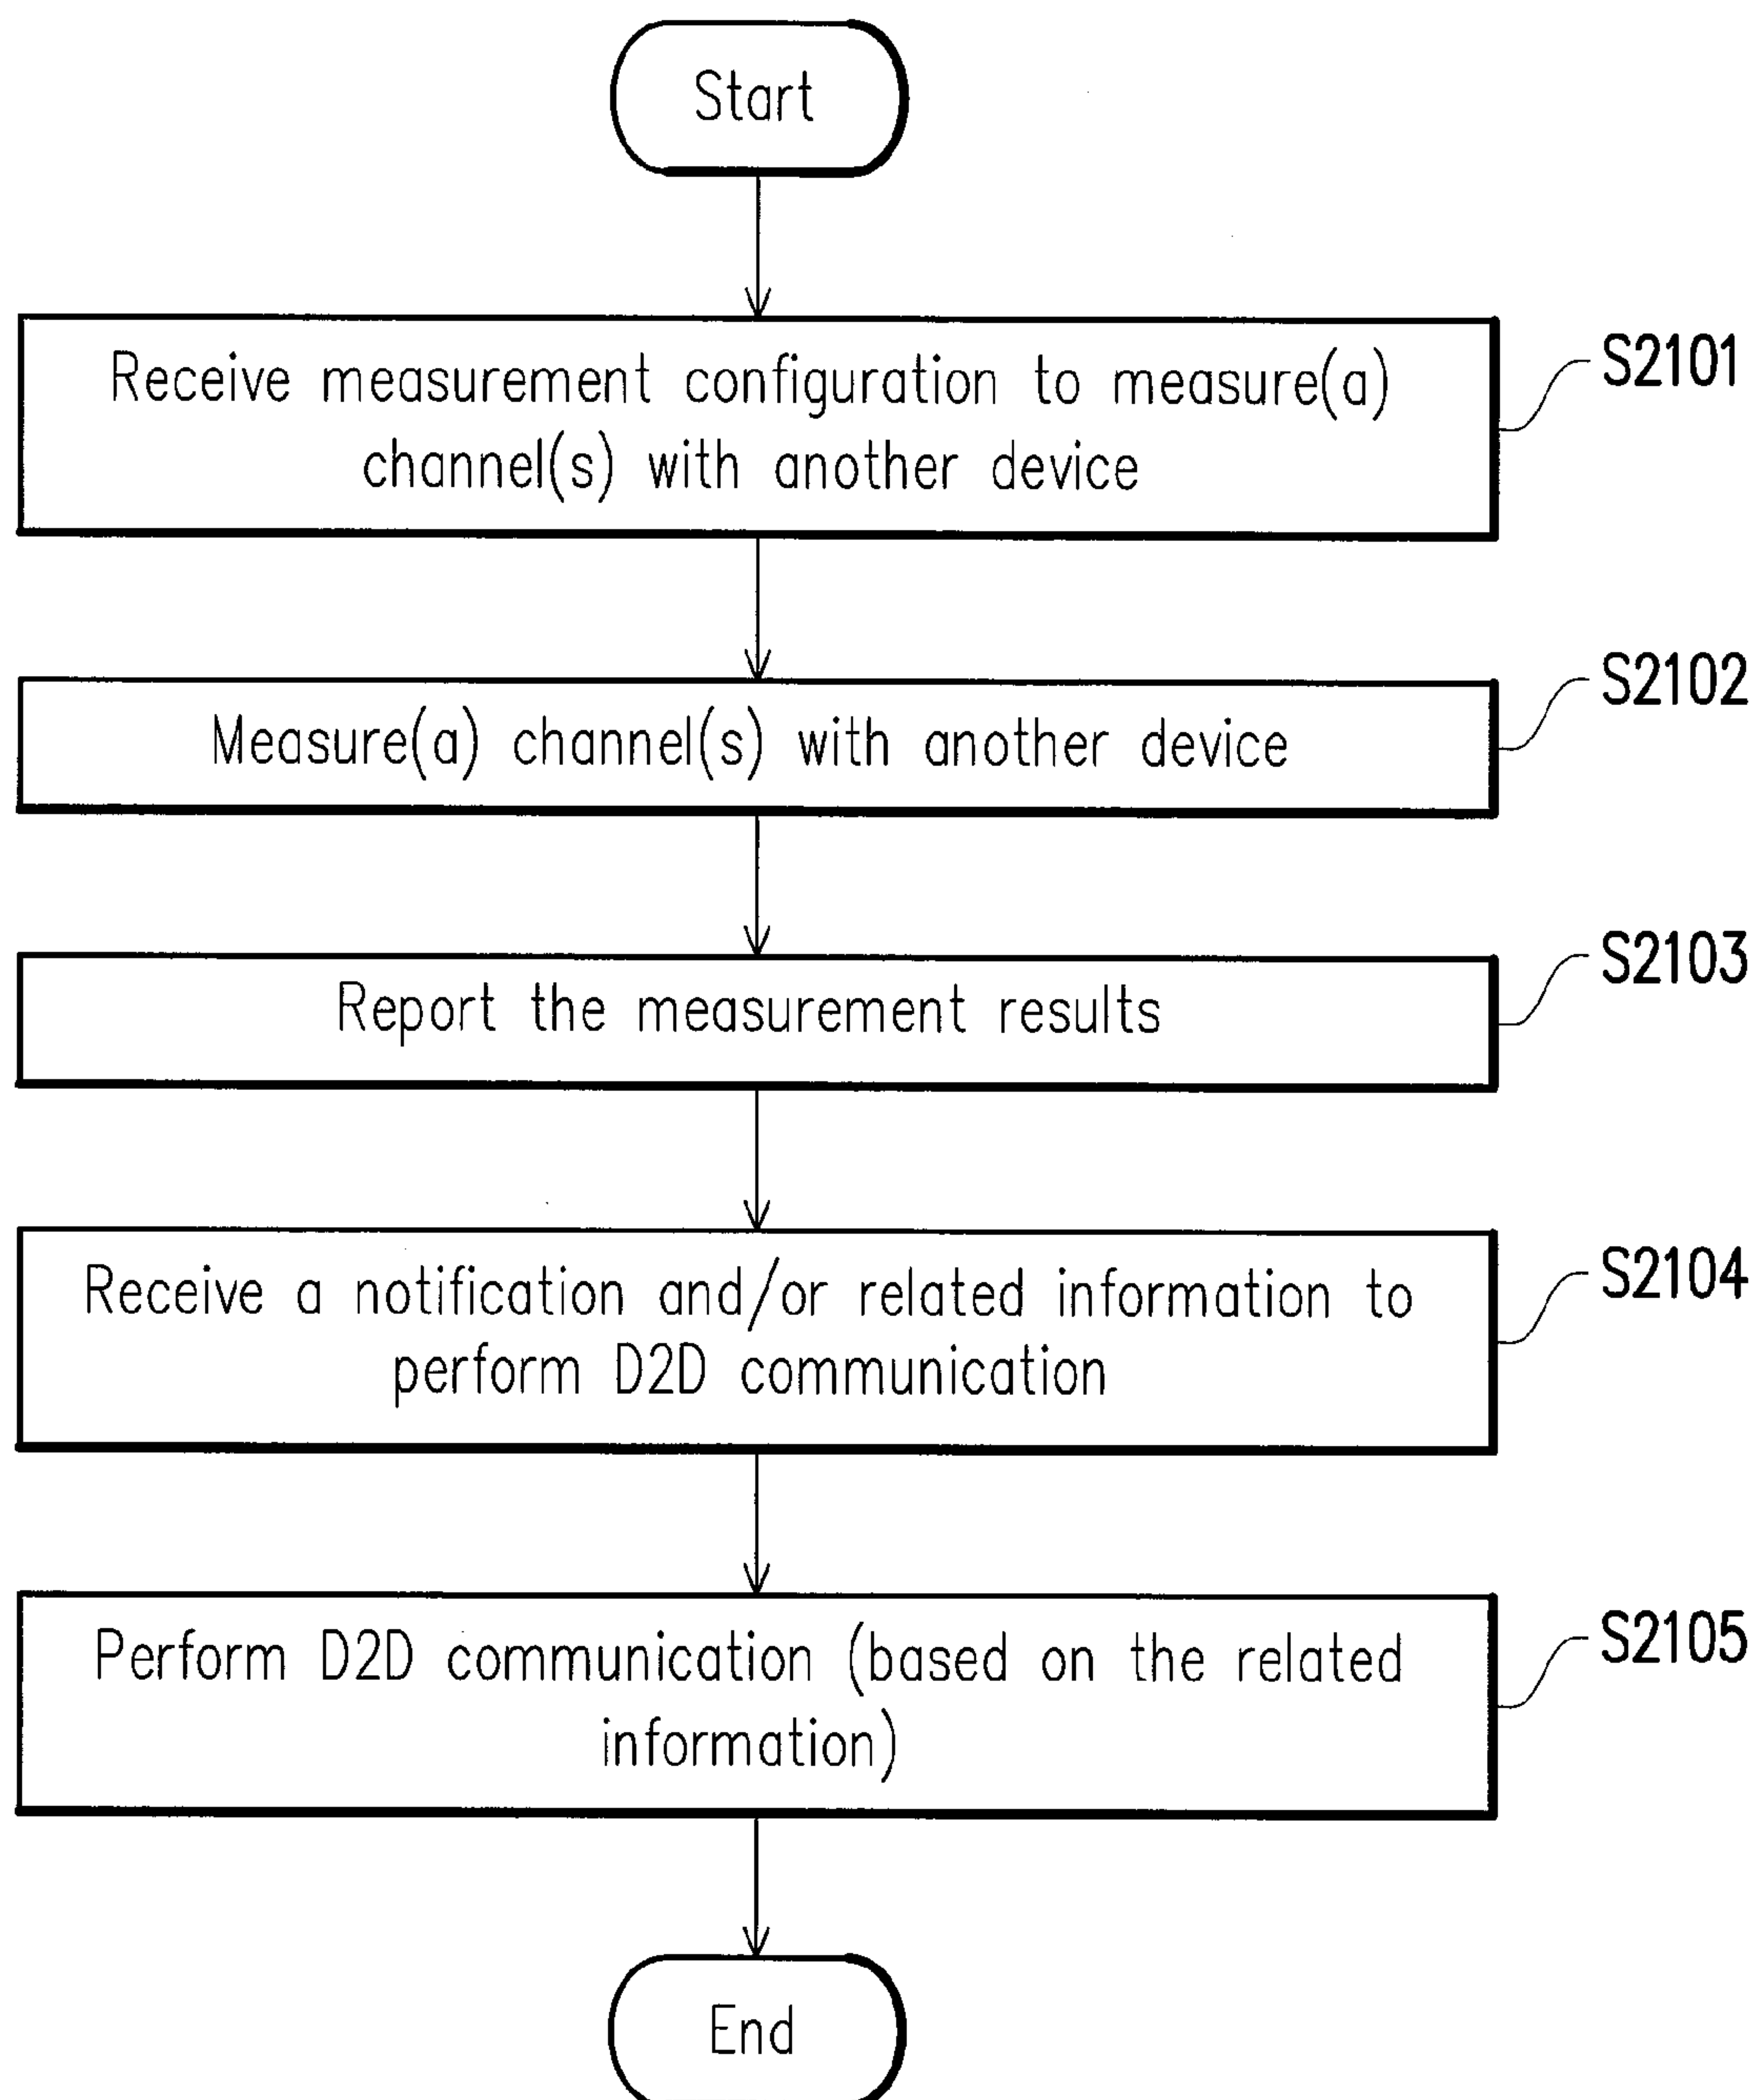 Start
Receive measurement configuration to measure(a)
channel(s) with another device
S2101
Measure(a) channel(s) with another device
S2102
Report the measurement results
S2103
Receive a notification and/or related information to
perform D2D communication
S2104
Perform D2D communication (based on the related
information)
S2105
End